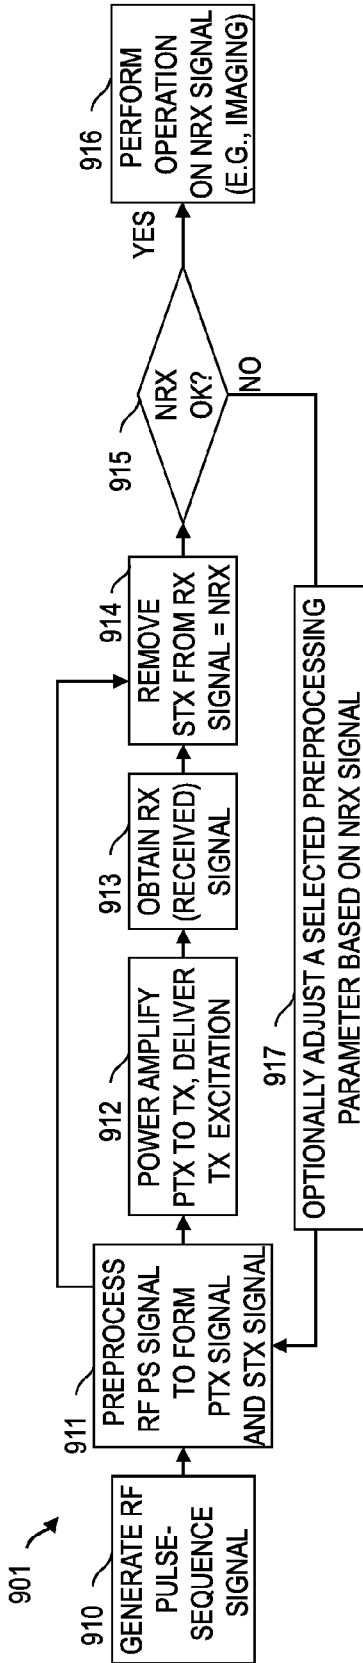 901
910
GENERATE RF
PULSE-
SEQUENCE
SIGNAL
911
PREPROCESS
RF PS SIGNAL
TO FORM
PTX SIGNAL
AND STX SIGNAL
912
POWER AMPLIFY
PTX TO TX, DELIVER
TX EXCITATION
913
OBTAIN RX
(RECEIVED)
SIGNAL
914
REMOVE
STX FROM RX
SIGNAL = NRX
915
NRX
OK?
YES
NO
916
PERFORM
OPERATION
ON NRX SIGNAL
(E.G., IMAGING)
917
OPTIONALLY ADJUST A SELECTED PREPROCESSING
PARAMETER BASED ON NRX SIGNAL